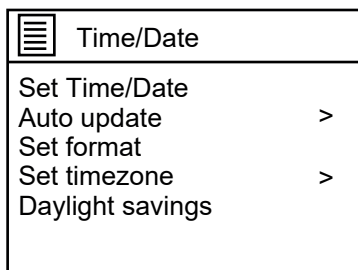 Time/Date
Set Time/Date
Auto update >
Set format
Set timezone >
Daylight savings